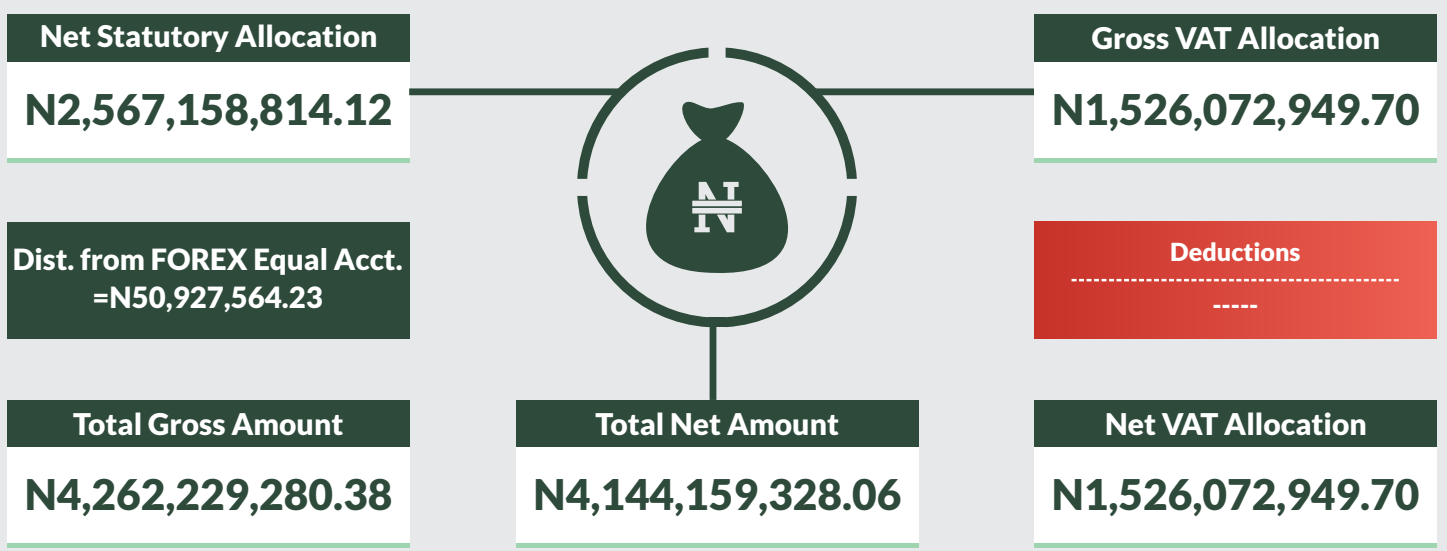 Net Statutory Allocation
N2,567,158,814.12
Gross VAT Allocation
N1,526,072,949.70
N
Dist. from FOREX Equal Acct.
=N50,927,564.23
Deductions
-----------------------------------------------
-----
Total Gross Amount
N4,262,229,280.38
Total Net Amount
N4,144,159,328.06
Net VAT Allocation
N1,526,072,949.70